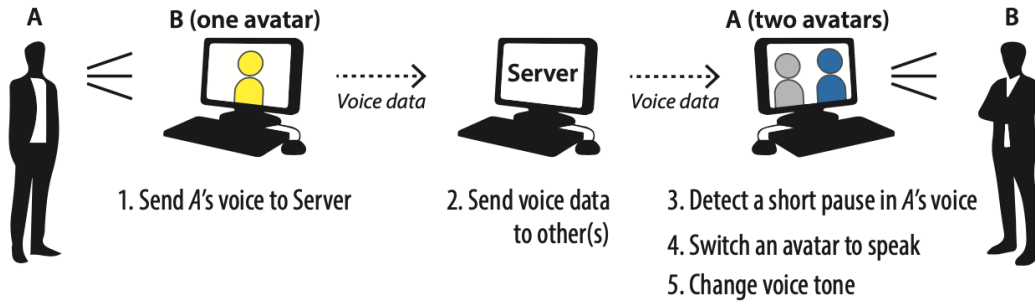 A
B (one avatar)
A (two avatars)
B
Server
Voice data
Voice data
1. Send A's voice to Server
2. Send voice data
to other(s)
3. Detect a short pause in A's voice
4. Switch an avatar to speak
5. Change voice tone